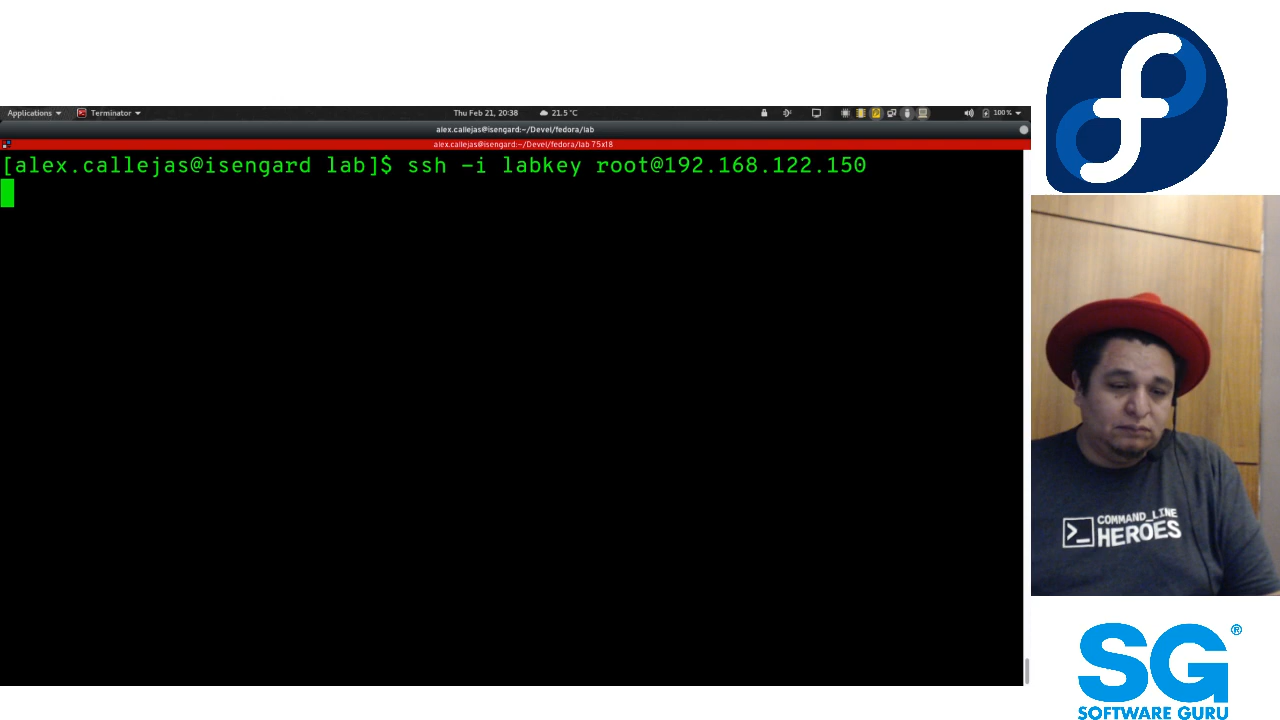 Applications
Terminator
Thu Feb 21, 20:38
21.5 °C
100%
alex.callejas@isengard:~/Devel/fedora/lab
alex.callejas@isengard:~/Devel/fedora/lab 75x18
[alex.callejas@isengard lab]$ ssh -i labkey root@192.168.122.150
>_ COMMAND_LINE
HEROES
SG®
SOFTWARE GURU